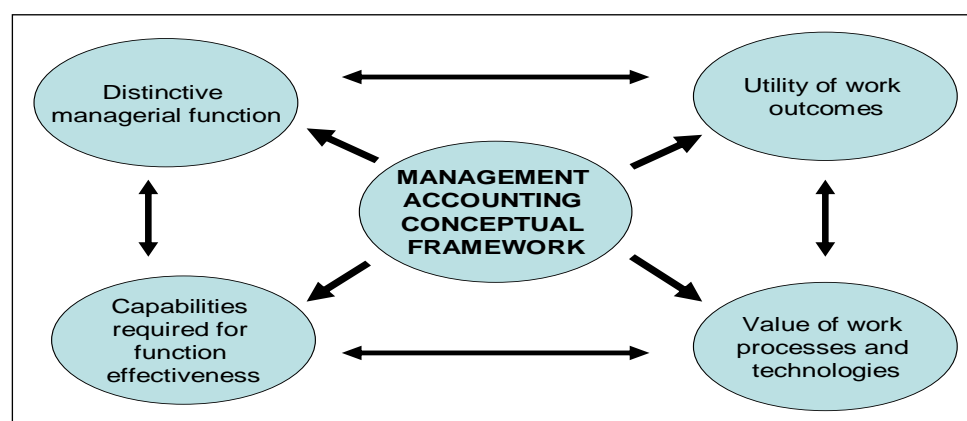 Distinctive
managerial function
Utility of work
outcomes
MANAGEMENT
ACCOUNTING
CONCEPTUAL
FRAMEWORK
Capabilities
required for
function
effectiveness
Value of work
processes and
technologies